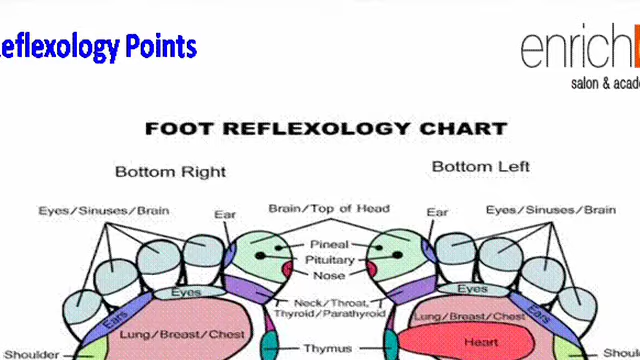 eflexology Points
enrich
salon & acade
FOOT REFLEXOLOGY CHART
Bottom Right
Bottom Left
Eyes/Sinuses/Brain
Ear
Brain/Top of Head
Ear
Eyes/Sinuses/Brain
Pineal
Pituitary
Nose
Eyes
Eyes
Neck/Throat,
Thyroid/Parathyroid
Ears
Ears
Lung/Breast/Chest
Lung/Breast/Chest
Heart
Shoulder
Thymus
Should